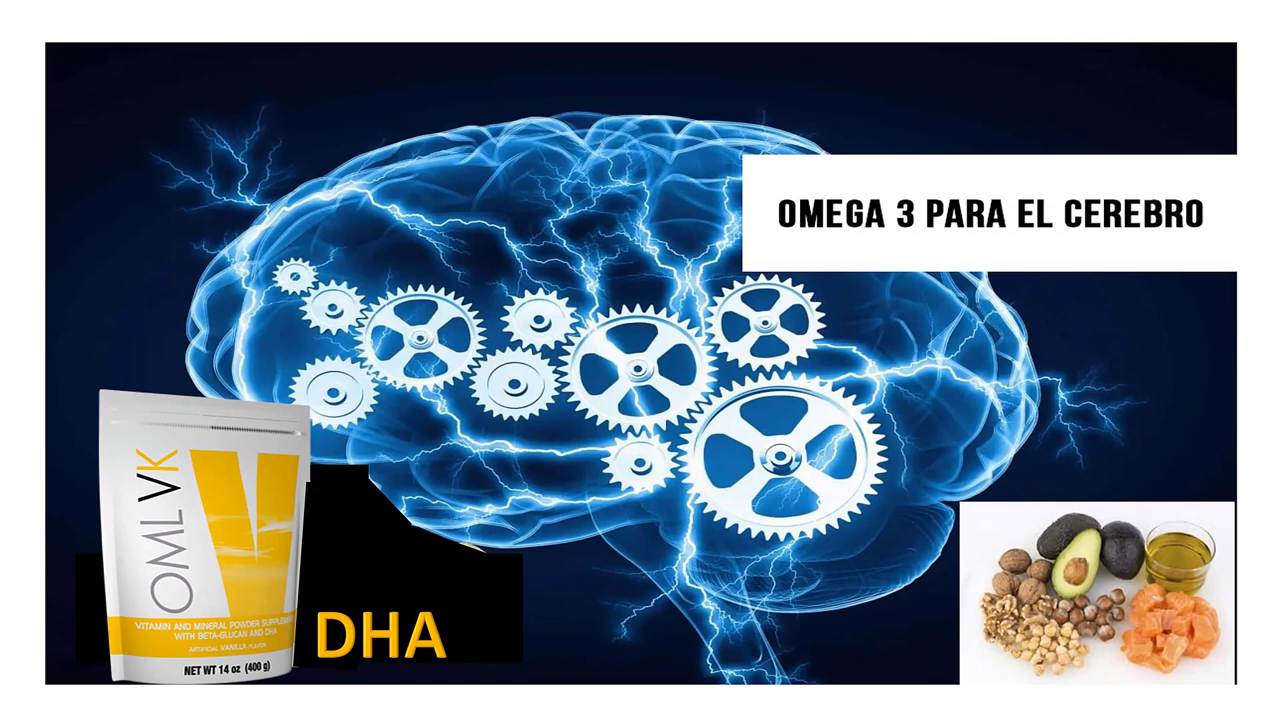 OMEGA 3 PARA EL CEREBRO
OMLVK
VITAMIN AND MINERAL POWDER SUPPLEMENT
WITH BETA-GLUCAN AND DHA
ARTIFICIAL VANILLA FLAVOR
NET WT 14 oz (400 g)
DHA